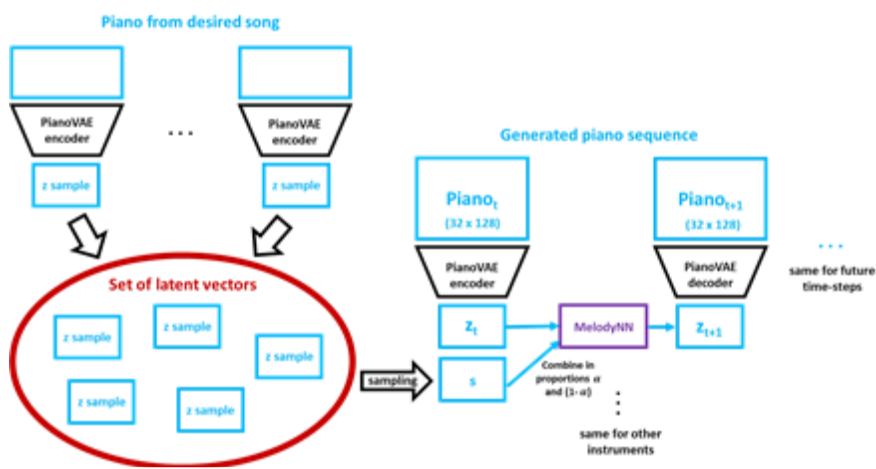 Piano from desired song
PianoVAE
encoder
...
PianoVAE
encoder
z sample
z sample
Set of latent vectors
z sample
z sample
z sample
z sample
z sample
sampling
Generated piano sequence
Piano_t
(32 x 128)
PianoVAE
encoder
z_t
s
MelodyNN
Combine in
proportions α
and (1- α)
same for other
instruments
Piano_t+1
(32 x 128)
PianoVAE
decoder
z_t+1
...
same for future
time-steps